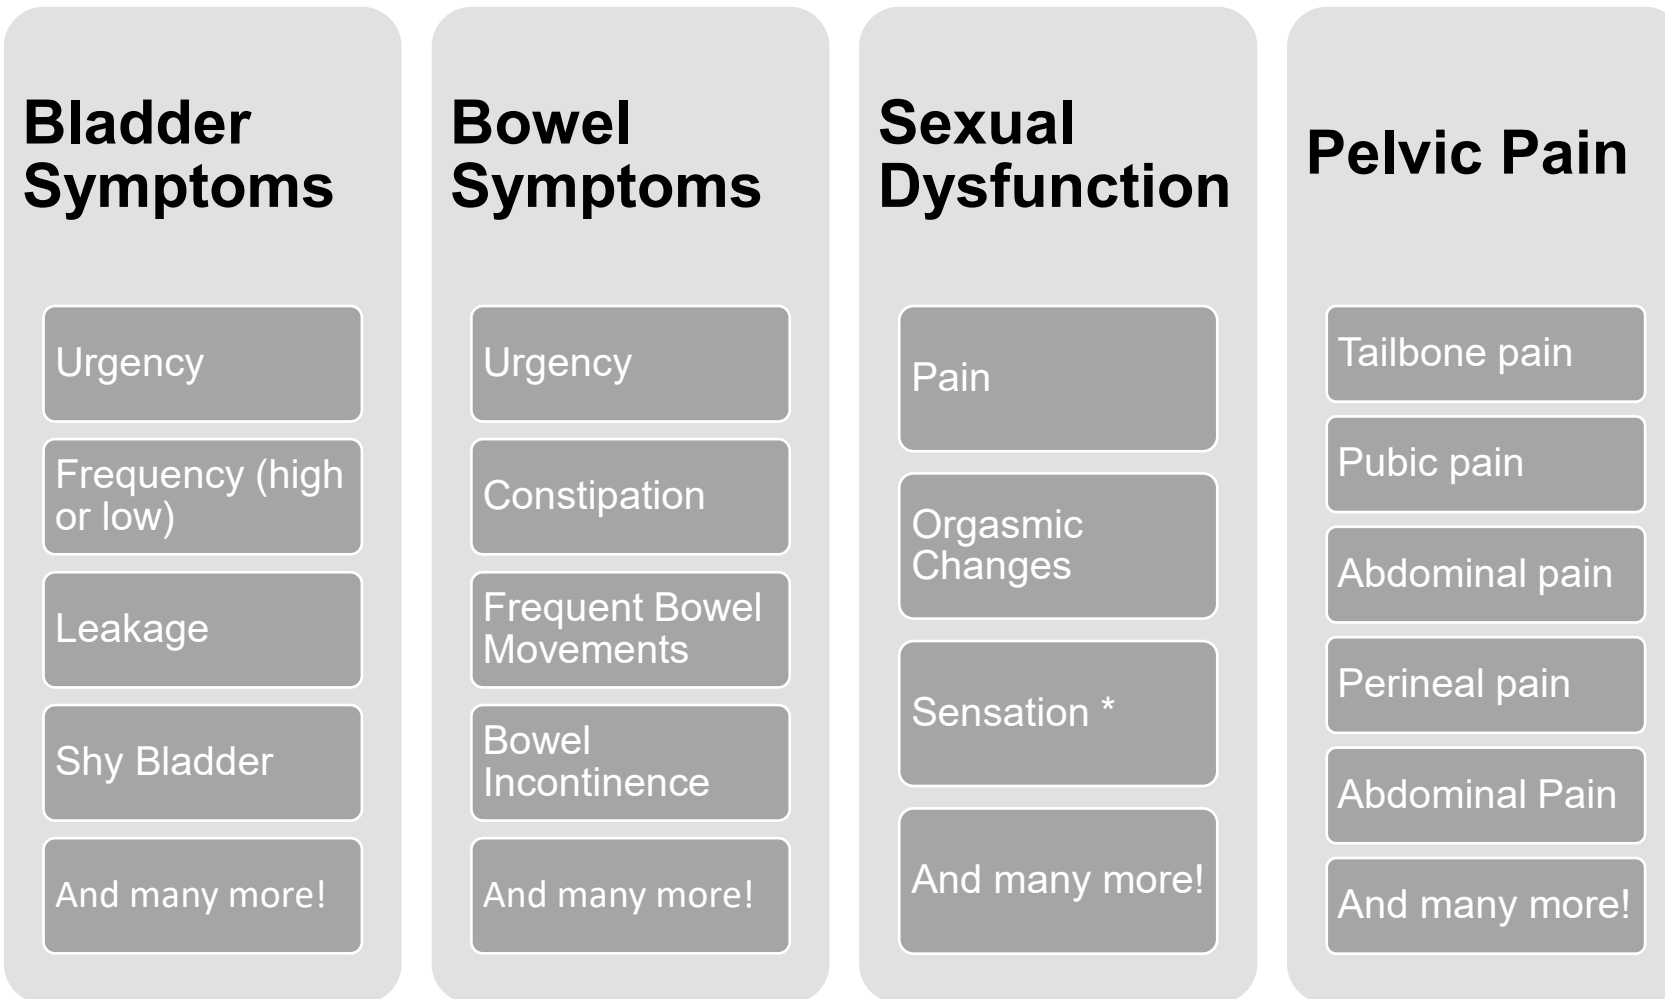 Bladder
Symptoms
Urgency
Frequency (high
or low)
Leakage
Shy Bladder
And many more!
Bowel
Symptoms
Urgency
Constipation
Frequent Bowel
Movements
Bowel
Incontinence
And many more!
Sexual
Dysfunction
Pain
Orgasmic
Changes
Sensation *
And many more!
Pelvic Pain
Tailbone pain
Pubic pain
Abdominal pain
Perineal pain
Abdominal Pain
And many more!